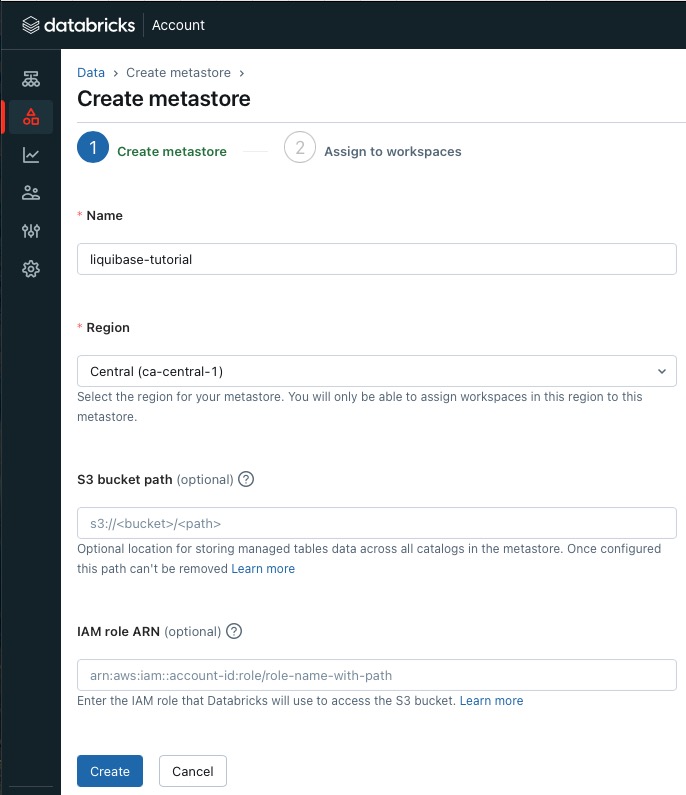 databricks Account
Data › Create metastore ›
Create metastore
1 Create metastore 2 Assign to workspaces
* Name
liquibase-tutorial
* Region
Central (ca-central-1)
Select the region for your metastore. You will only be able to assign workspaces in this region to this
metastore.
S3 bucket path (optional) ?
s3://<bucket>/<path>
Optional location for storing managed tables data across all catalogs in the metastore. Once configured
this path can't be removed Learn more
IAM role ARN (optional) ?
arn:aws:iam::account-id:role/role-name-with-path
Enter the IAM role that Databricks will use to access the S3 bucket. Learn more
Create Cancel